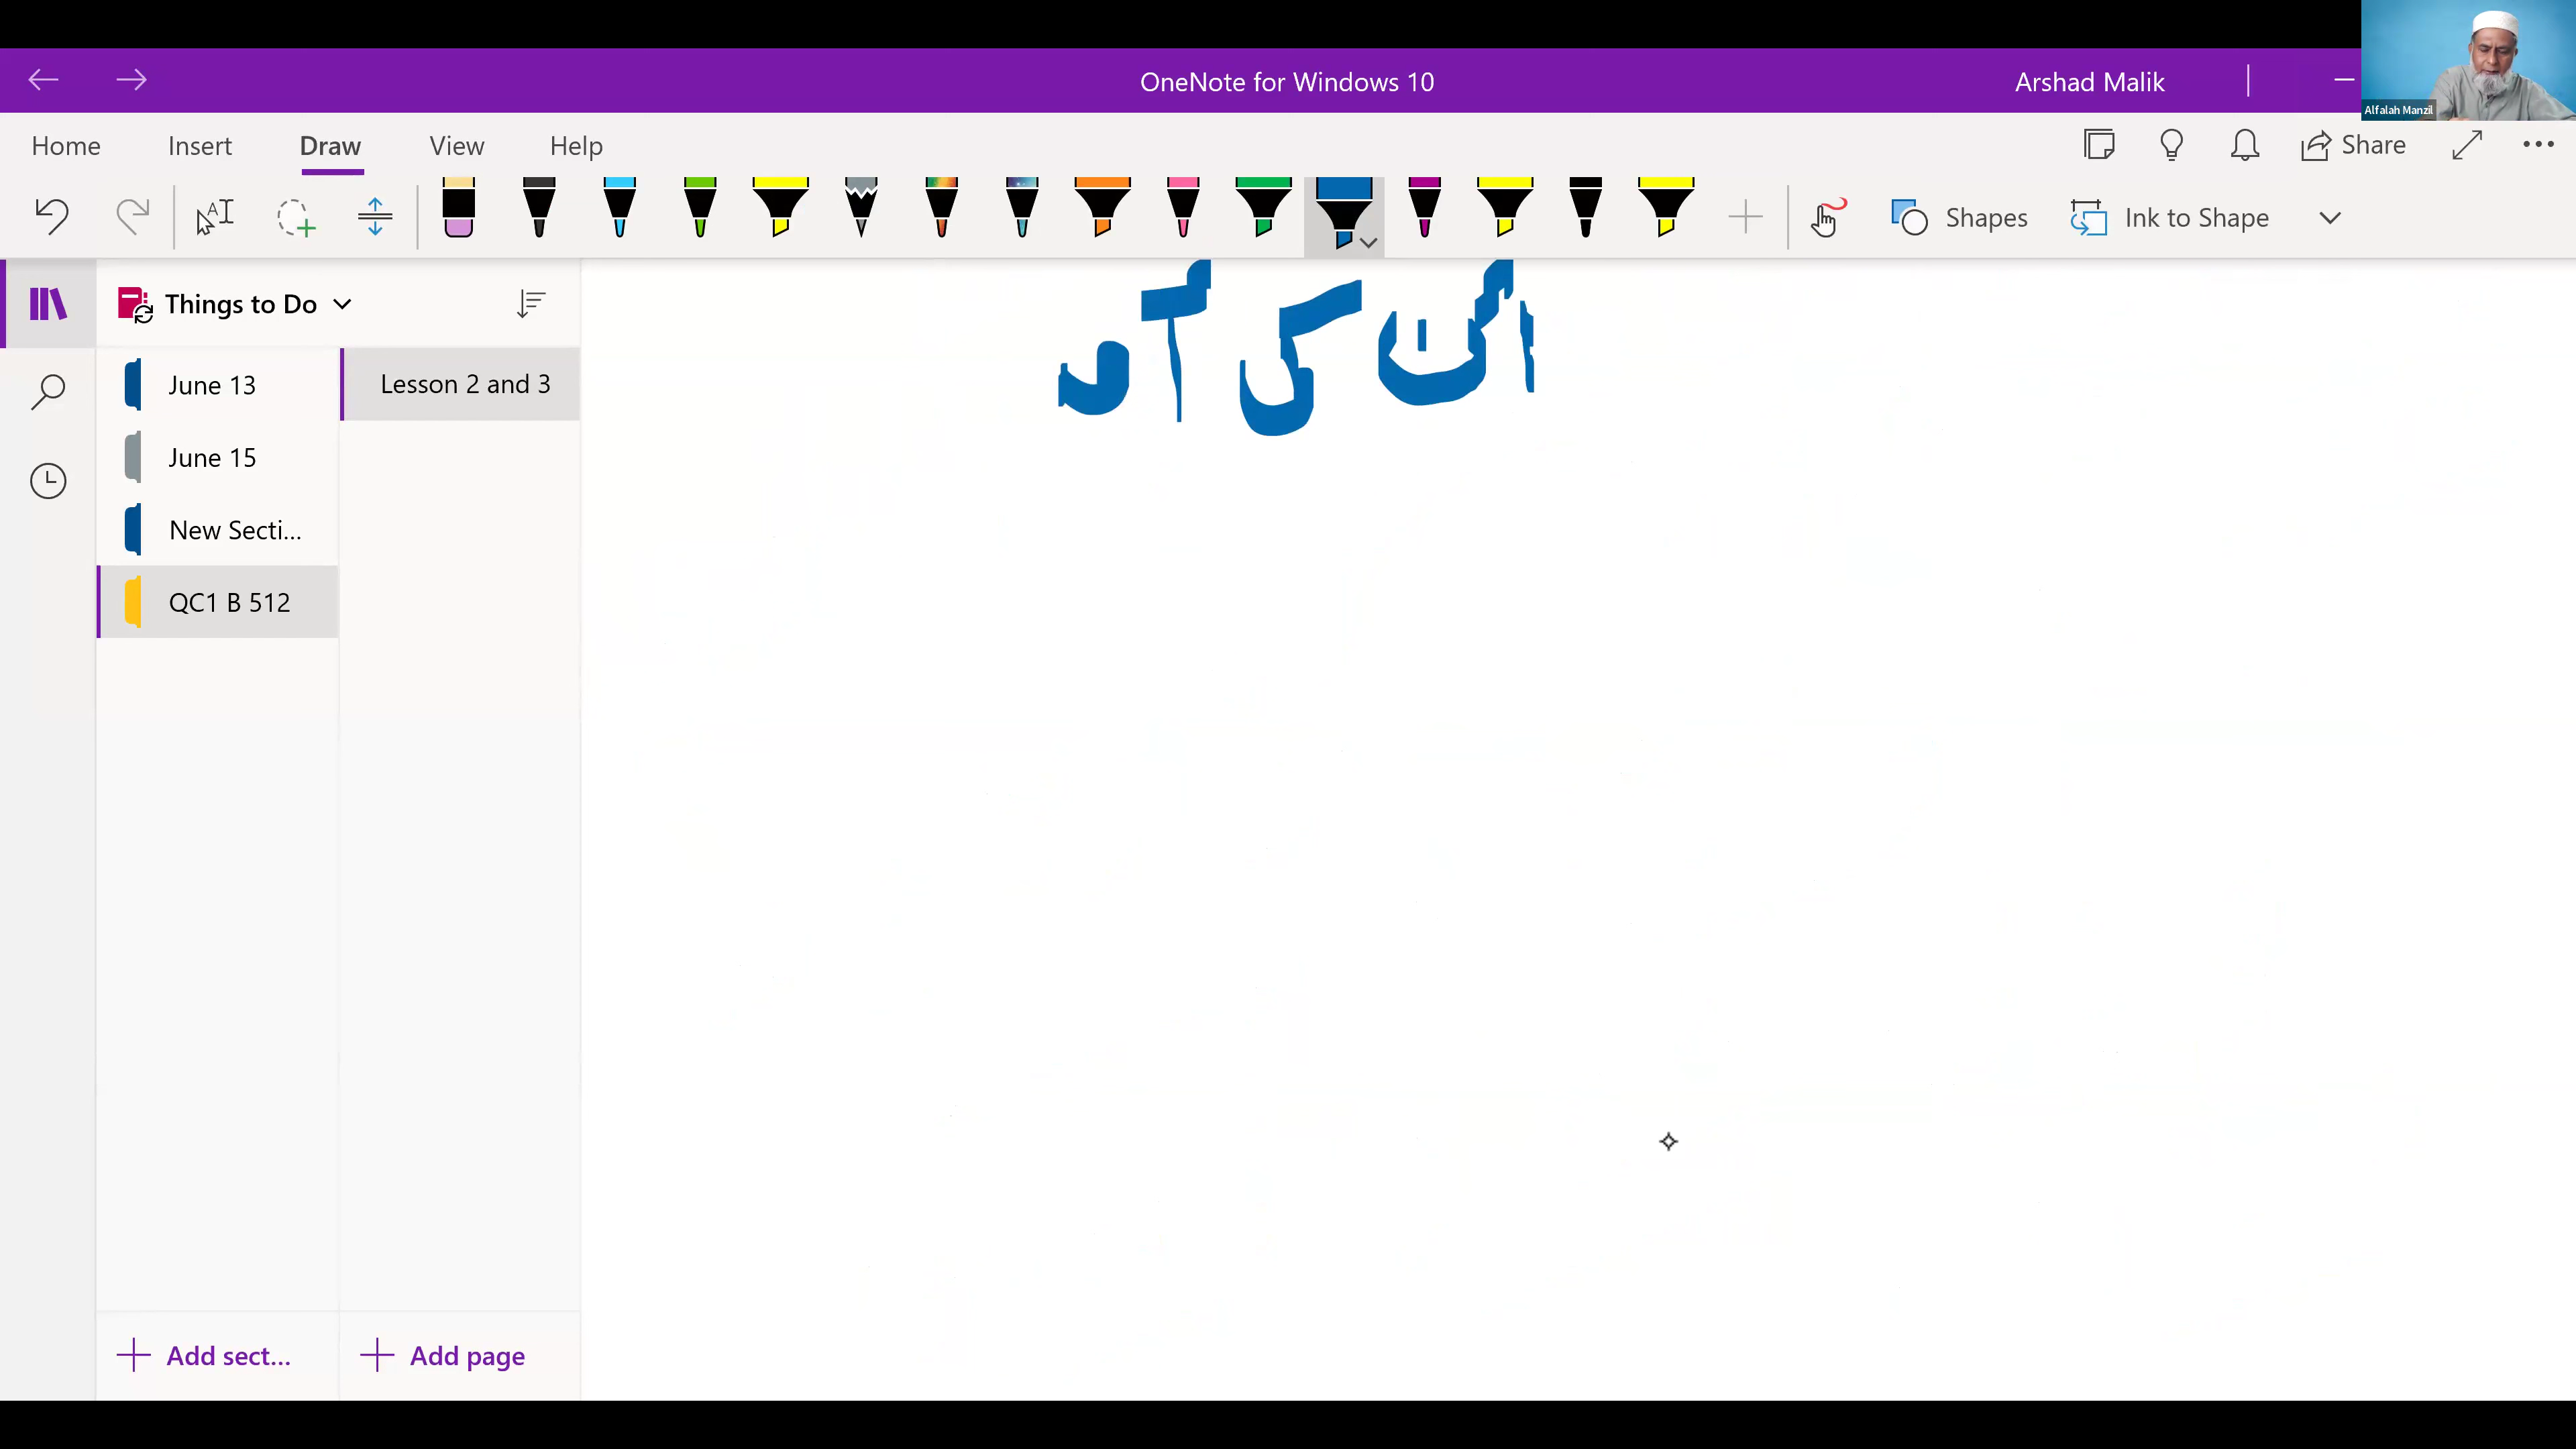 OneNote for Windows 10
Arshad Malik
Alfalah Manzil
Home Insert Draw View Help
Share
Shapes
Ink to Shape
Things to Do
June 13
June 15
New Secti...
QC1 B 512
Lesson 2 and 3
Add sect...
Add page